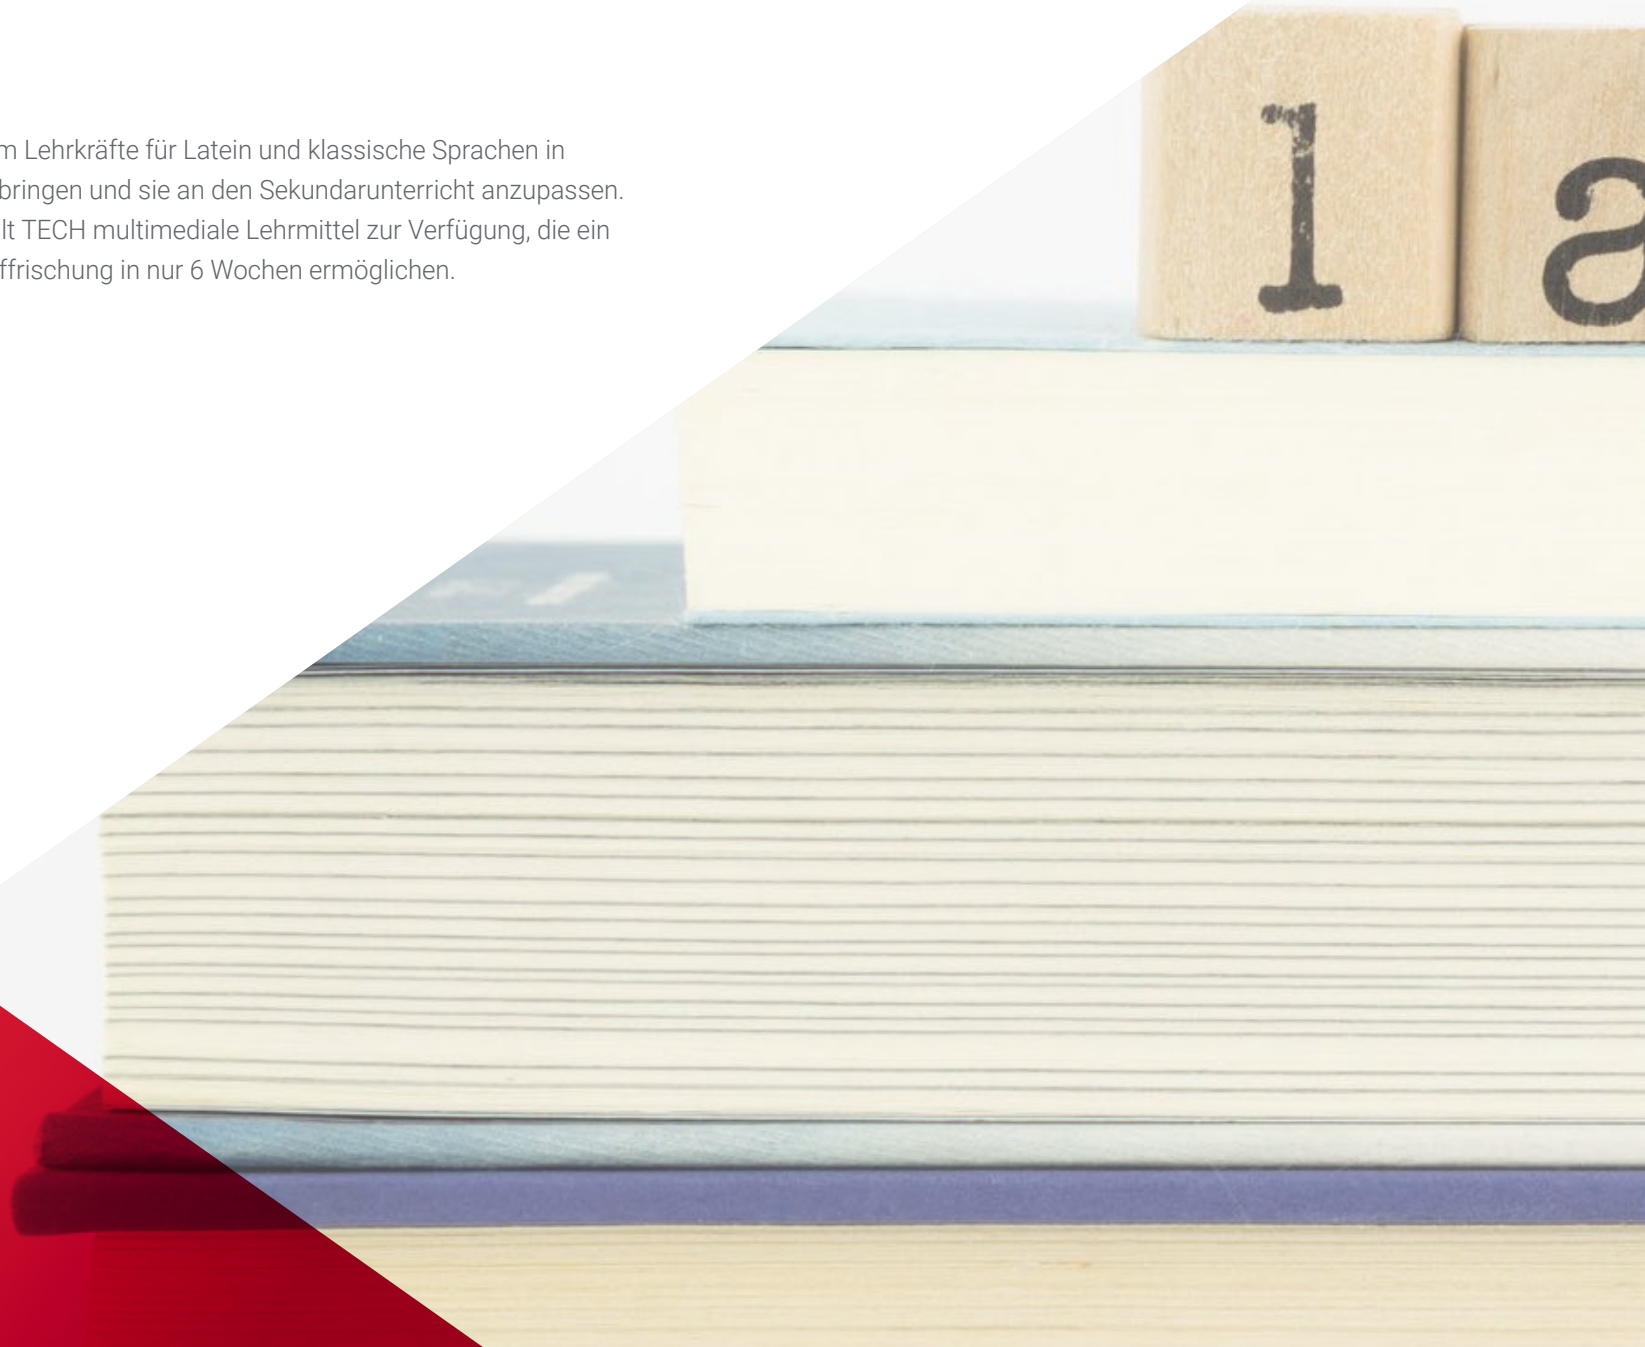 m Lehrkräfte für Latein und klassische Sprachen in
bringen und sie an den Sekundarunterricht anzupassen.
lt TECH multimediale Lehrmittel zur Verfügung, die ein
ffrischung in nur 6 Wochen ermöglichen.
l a